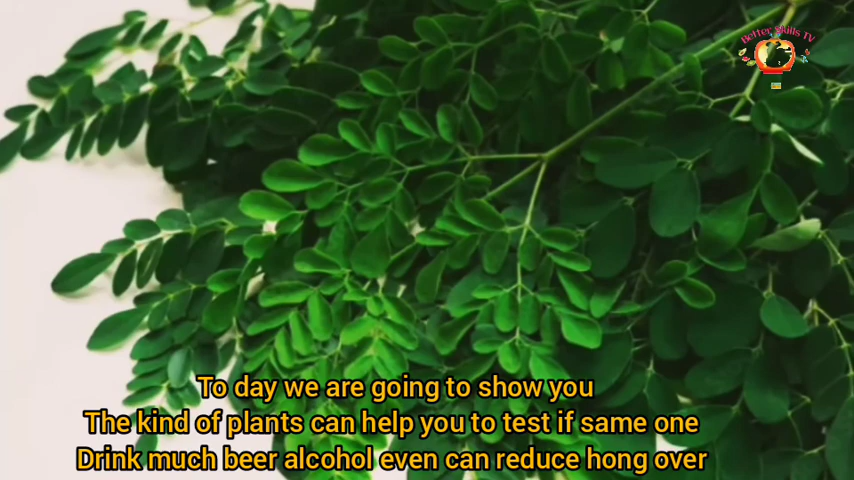 Better Skills TV
To day we are going to show you
The kind of plants can help you to test if same one
Drink much beer alcohol even can reduce hong over